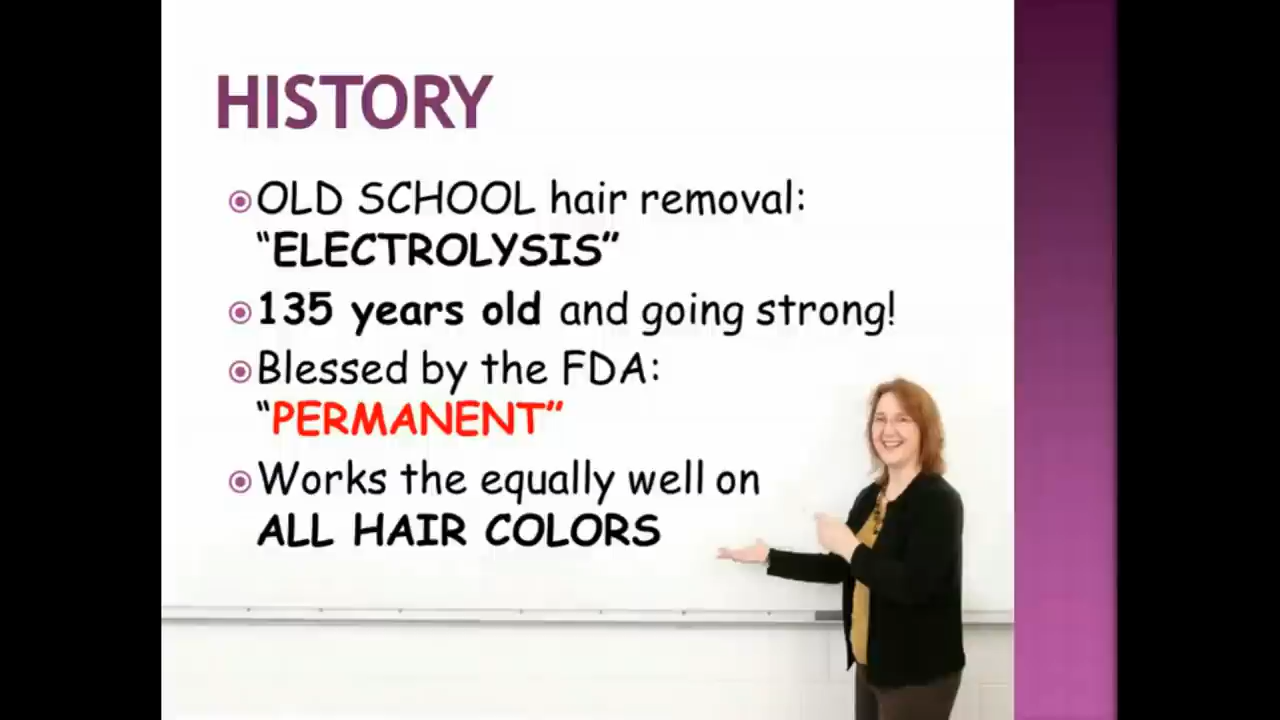 HISTORY
OLD SCHOOL hair removal:
“ELECTROLYSIS”
135 years old and going strong!
Blessed by the FDA:
“PERMANENT”
Works the equally well on
ALL HAIR COLORS